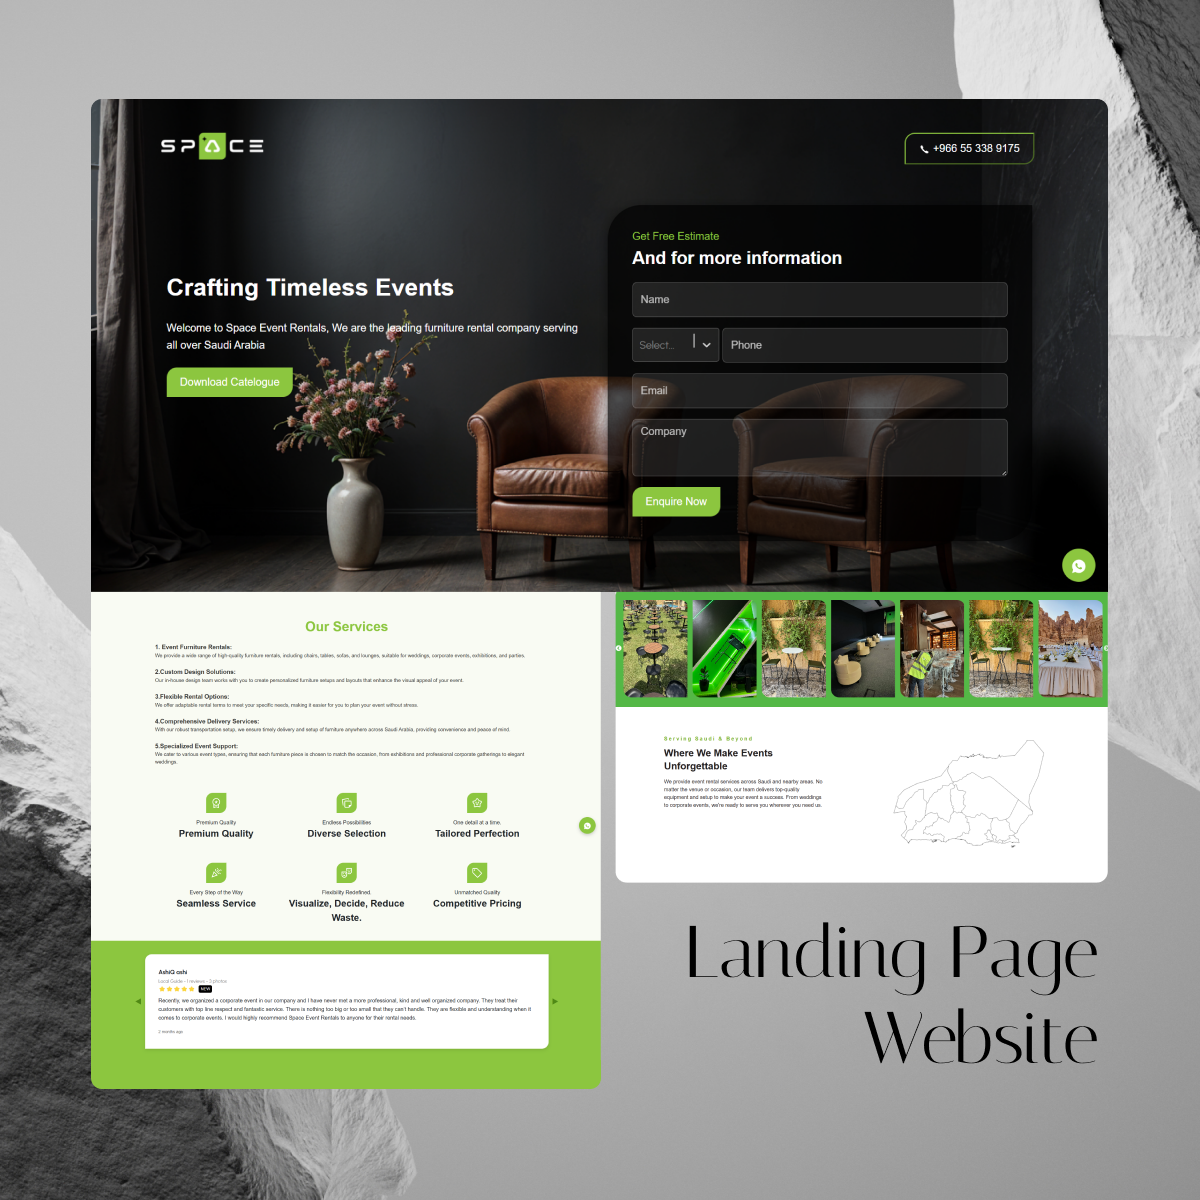 SPACE
+966 55 338 9175
Crafting Timeless Events
Welcome to Space Event Rentals, We are the leading furniture rental company serving
all over Saudi Arabia
Download Catelogue
Get Free Estimate
And for more information
Name
Select...
Phone
Email
Company
Enquire Now
Our Services
1. Event Furniture Rentals:
We provide a wide range of high-quality furniture rentals, including chairs, tables, sofas, and lounges, suitable for weddings, corporate events, exhibitions, and parties.
2.Custom Design Solutions:
Our in-house design team works with you to create personalized furniture setups and layouts that enhance the visual appeal of your event.
3.Flexible Rental Options:
We offer adaptable rental terms to meet your specific needs, making it easier for you to plan your event without stress.
4.Comprehensive Delivery Services:
With our robust transportation setup, we ensure timely delivery and setup of furniture anywhere across Saudi Arabia, providing convenience and peace of mind.
5.Specialized Event Support:
We cater to various event types, ensuring that each furniture piece is chosen to match the occasion, from exhibitions and professional corporate gatherings to elegant
weddings.
Premium Quality
Premium Quality
Endless Possibilities
Diverse Selection
One detail at a time.
Tailored Perfection
Every Step of the Way
Seamless Service
Flexibility Redefined.
Visualize, Decide, Reduce
Waste.
Unmatched Quality
Competitive Pricing
AshiQ oshi
Local Guide · 7 reviews · 3 photos
NEW
Recently, we organized a corporate event in our company and I have never met a more professional, kind and well organized company. They treat their
customers with top line respect and fantastic service. There is nothing too big or too small that they can't handle. They are flexible and understanding when it
comes to corporate events. I would highly recommend Space Event Rentals to anyone for their rental needs.
2 months ago
Serving Saudi & Beyond
Where We Make Events
Unforgettable
We provide event rental services across Saudi and nearby areas. No
matter the venue or occasion, our team delivers top-quality
equipment and setup to make your event a success. From weddings
to corporate events, we're ready to serve you wherever you need us.
Landing Page
Website